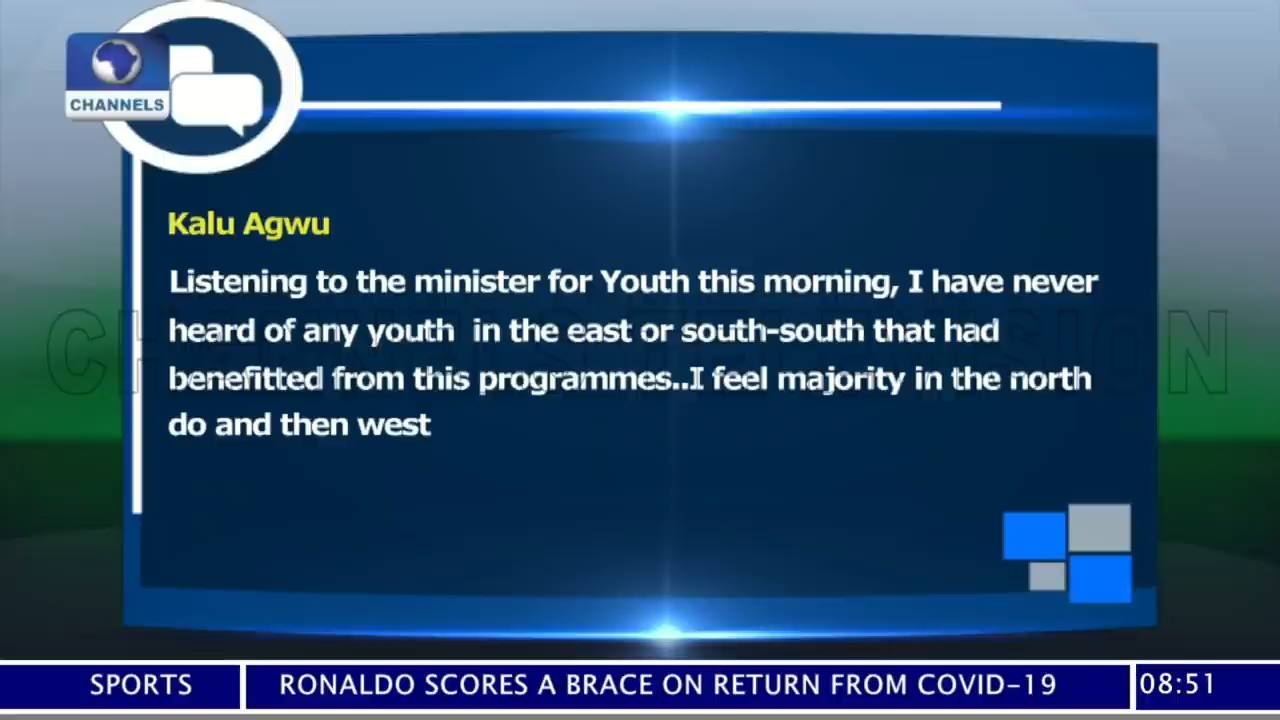 CHANNELS
Kalu Agwu
Listening to the minister for Youth this morning, I have never
heard of any youth in the east or south-south that had
benefitted from this programmes..I feel majority in the north
do and then west
CHANNELS TELEVISION
SPORTS
RONALDO SCORES A BRACE ON RETURN FROM COVID-19
08:51